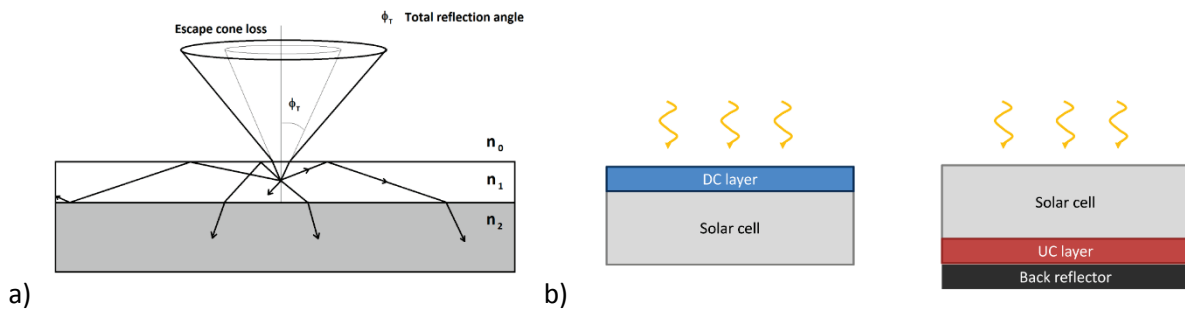 ϕT Total reflection angle
Escape cone loss
ϕT
n0
n1
n2
a)
DC layer
Solar cell
b)
Solar cell
UC layer
Back reflector